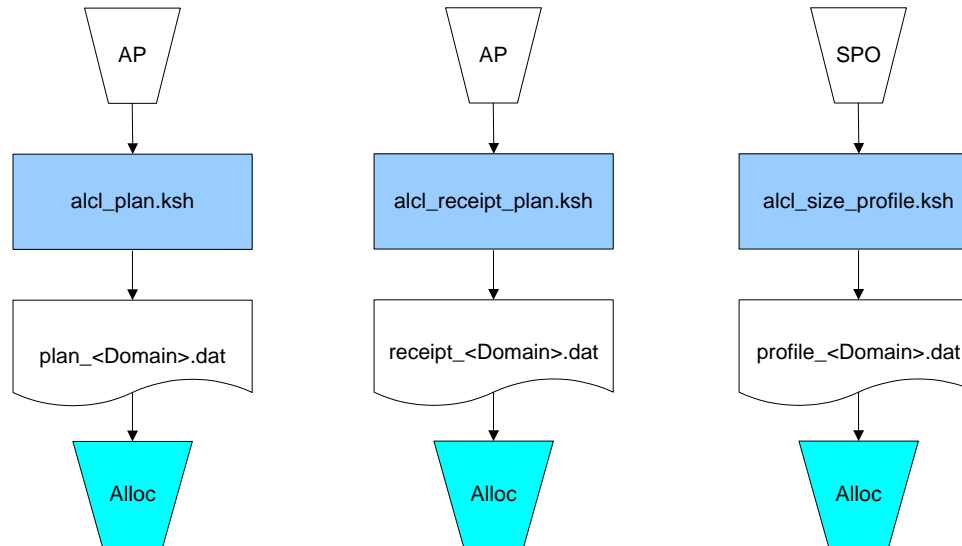 AP
AP
SPO
alcl_plan.ksh
alcl_receipt_plan.ksh
alcl_size_profile.ksh
plan_<Domain>.dat
receipt_<Domain>.dat
profile_<Domain>.dat
Alloc
Alloc
Alloc